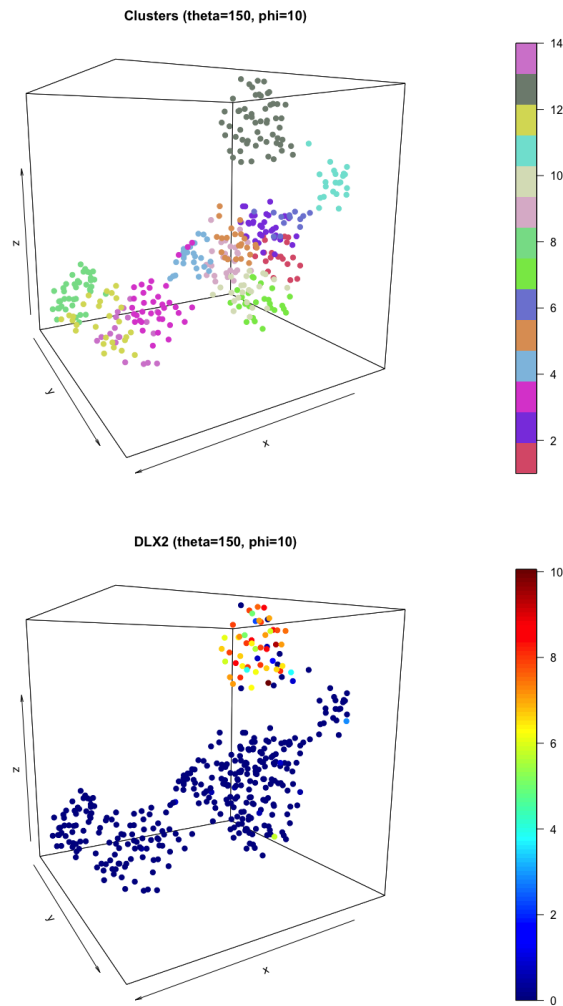 Clusters (theta=150, phi=10)
z
y
x
14
12
10
8
6
4
2
DLX2 (theta=150, phi=10)
z
y
x
10
8
6
4
2
0